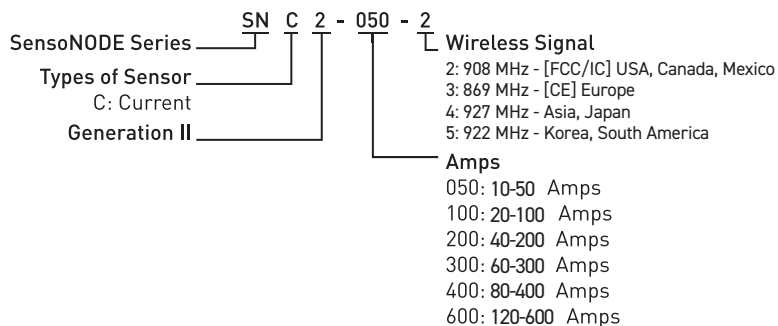 SN C 2 - 050 - 2
SensoNODE Series
Types of Sensor
C: Current
Generation II
Wireless Signal
2: 908 MHz - [FCC/IC] USA, Canada, Mexico
3: 869 MHz - [CE] Europe
4: 927 MHz - Asia, Japan
5: 922 MHz - Korea, South America
Amps
050: 10-50 Amps
100: 20-100 Amps
200: 40-200 Amps
300: 60-300 Amps
400: 80-400 Amps
600: 120-600 Amps